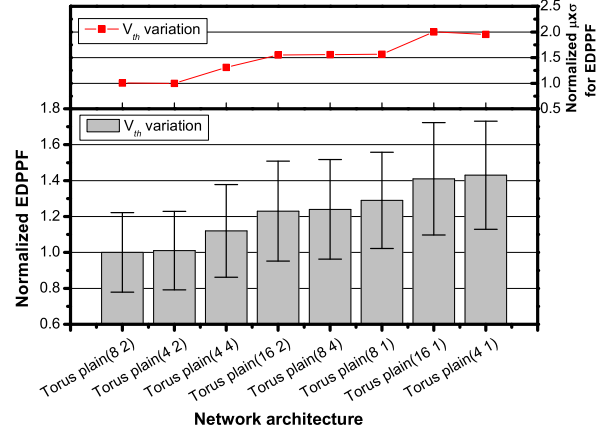 V_th variation
2.5
2.0
1.5
1.0
0.5
Normalized μxσ
for EDPPF
V_th variation
1.8
1.6
1.4
1.2
1.0
0.8
0.6
Normalized EDPPF
Torus plain(8 2)
Torus plain(4 2)
Torus plain(4 4)
Torus plain(16 2)
Torus plain(8 4)
Torus plain(8 1)
Torus plain(16 1)
Torus plain(4 1)
Network architecture